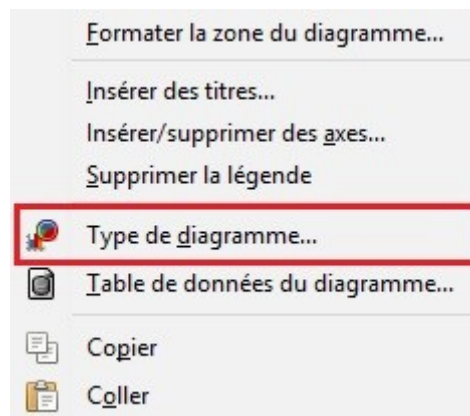 Formater la zone du diagramme...
Insérer des titres...
Insérer/supprimer des axes...
Supprimer la légende
Type de diagramme...
Table de données du diagramme...
Copier
Coller